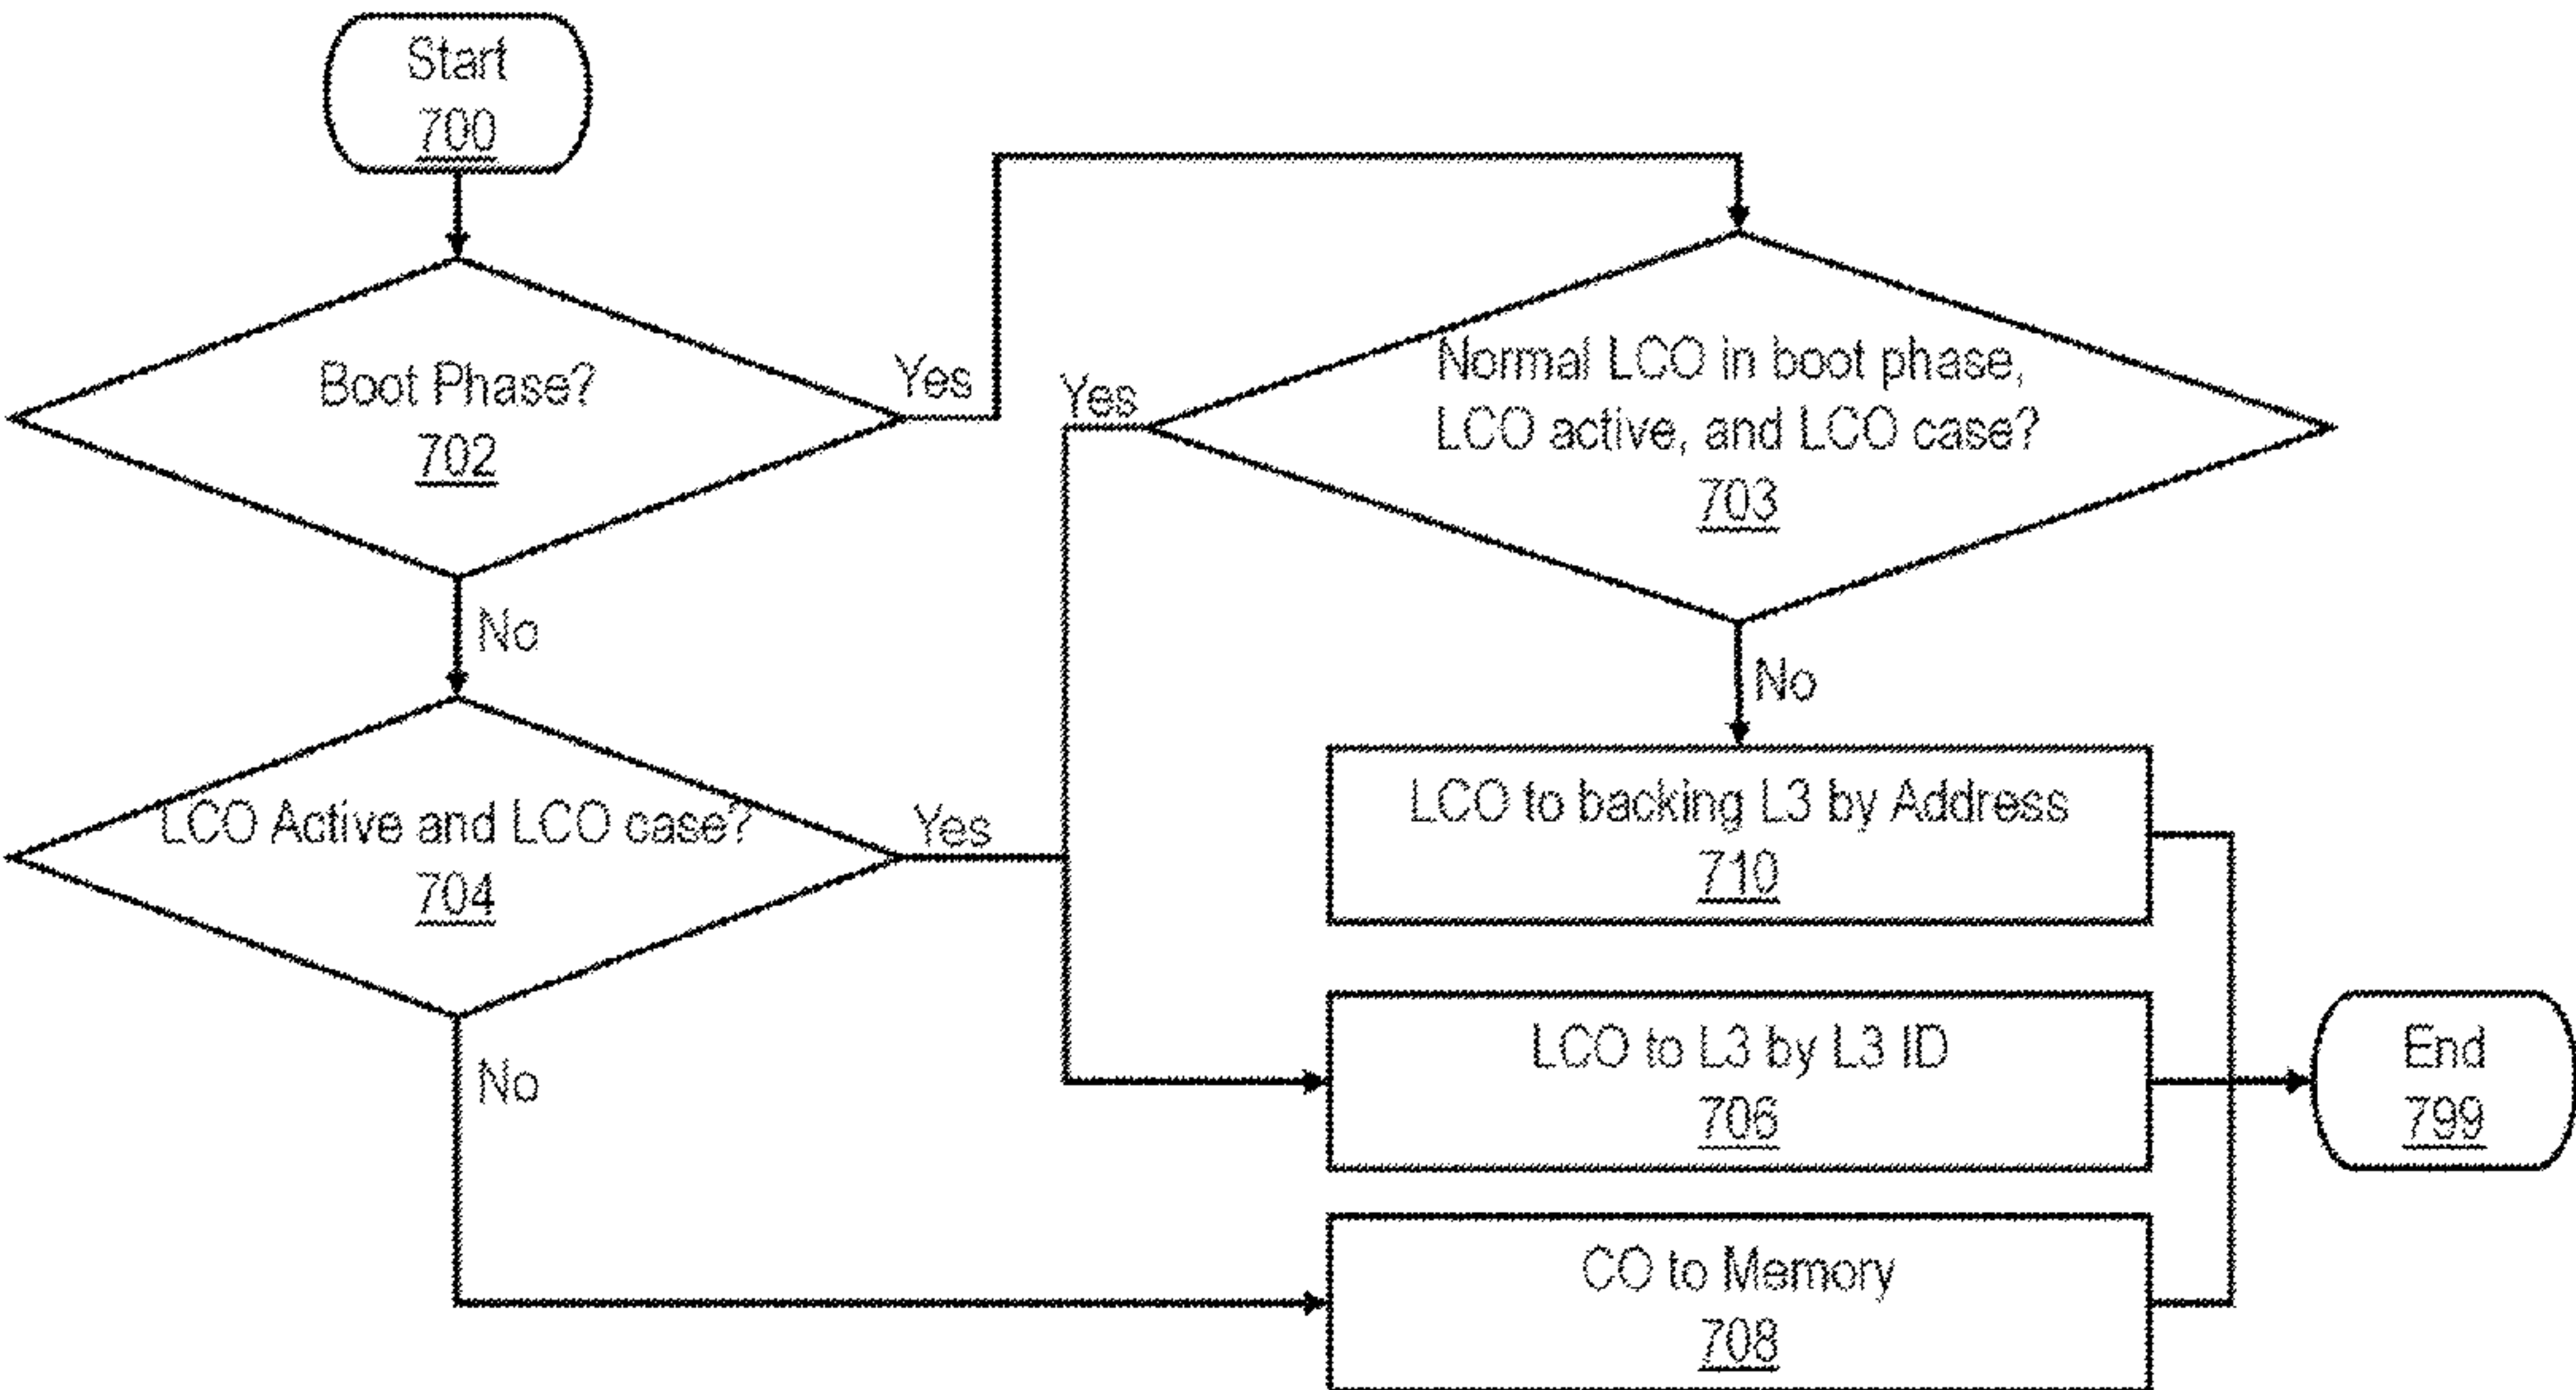 Start
700
Boot Phase?
702
Yes
No
Normal LCO in boot phase,
LCO active, and LCO case?
703
Yes
No
LCO Active and LCO case?
704
Yes
No
LCO to backing L3 by Address
710
LCO to L3 by L3 ID
706
CO to Memory
708
End
799